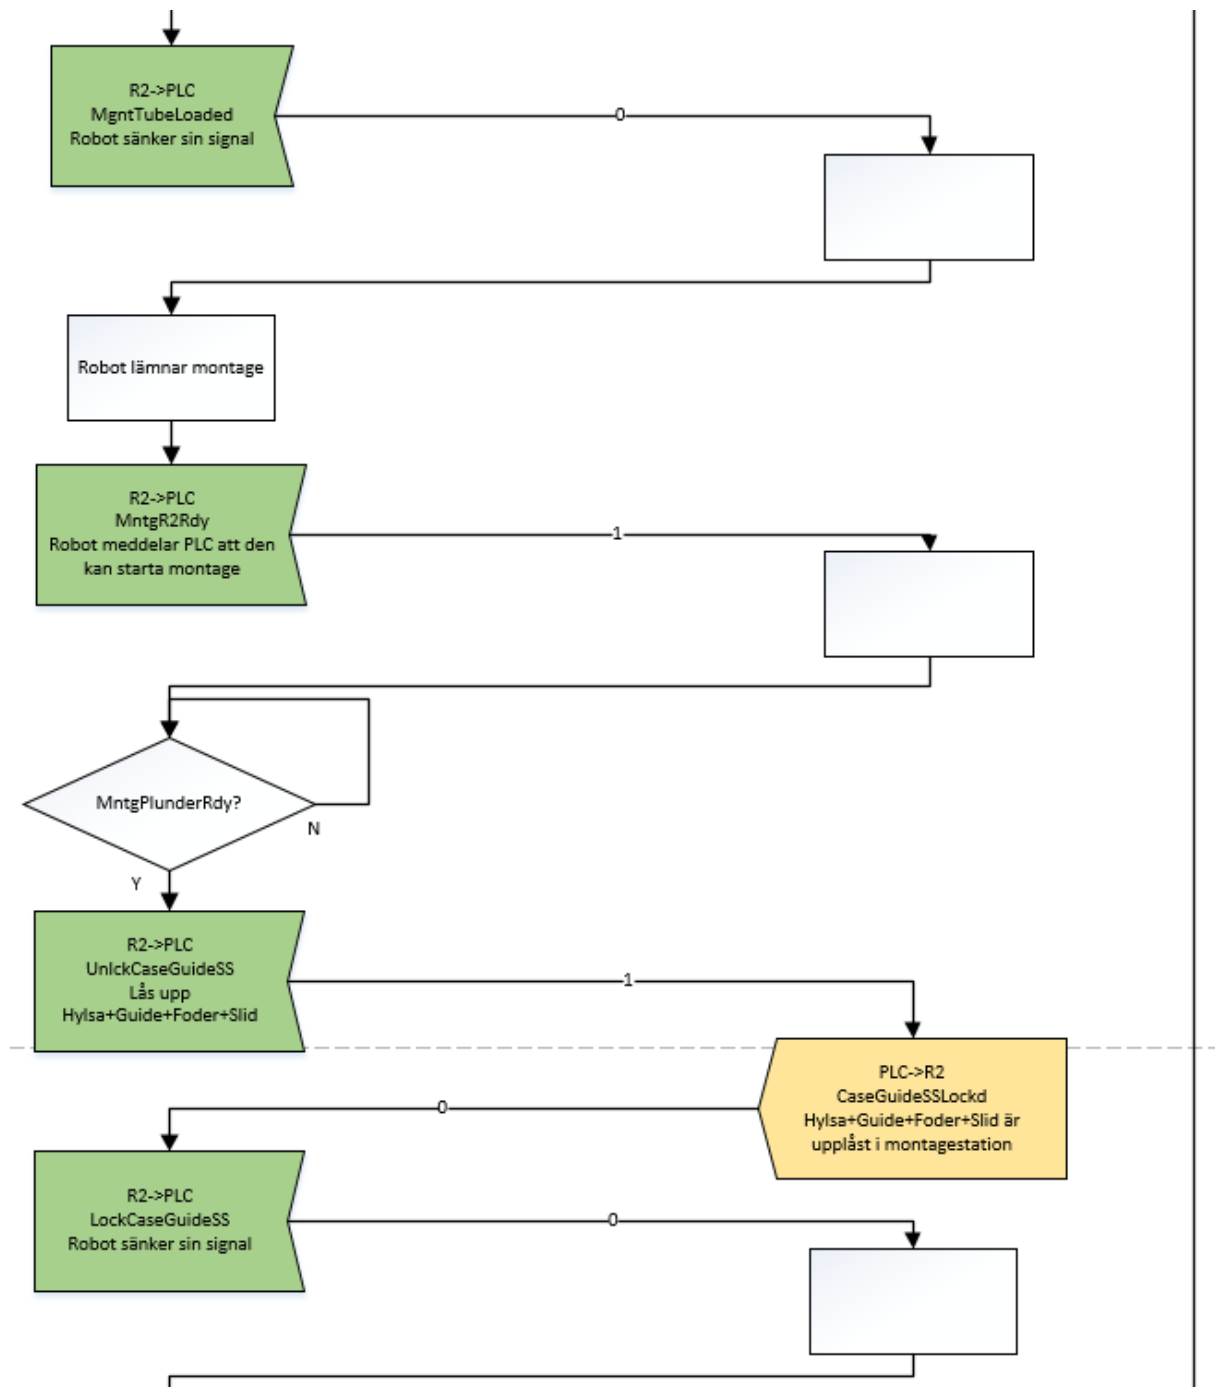 R2->PLC
MgntTubeLoaded
Robot sänker sin signal
0
Robot lämnar montage
R2->PLC
MntgR2Rdy
Robot meddelar PLC att den
kan starta montage
1
MntgPlunderRdy?
N
Y
R2->PLC
UnlckCaseGuideSS
Lås upp
Hylsa+Guide+Foder+Slid
1
PLC->R2
CaseGuideSSLockd
Hylsa+Guide+Foder+Slid är
upplåst i montagestation
0
R2->PLC
LockCaseGuideSS
Robot sänker sin signal
0